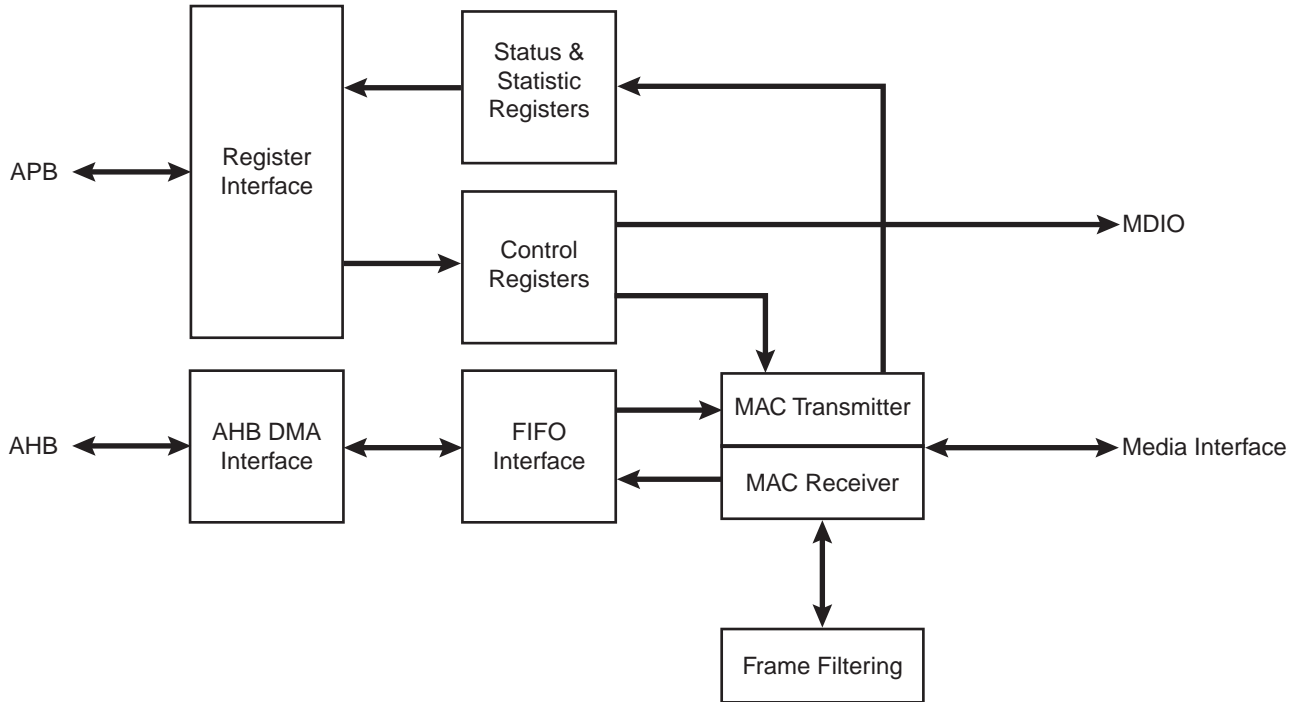 Status &
Statistic
Registers
APB
Register
Interface
Control
Registers
MDIO
AHB
AHB DMA
Interface
FIFO
Interface
MAC Transmitter
MAC Receiver
Media Interface
Frame Filtering